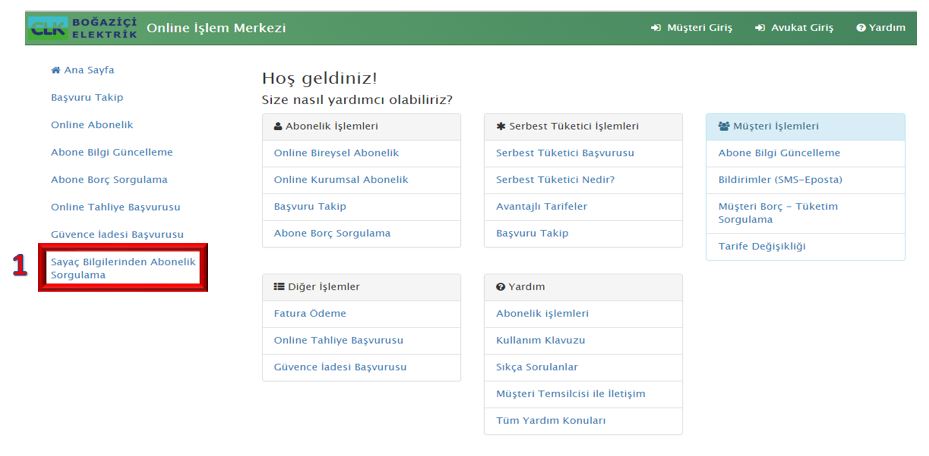 CLK BOĞAZİÇİ ELEKTRİK Online İşlem Merkezi
Müşteri Giriş
Avukat Giriş
Yardım
Ana Sayfa
Başvuru Takip
Online Abonelik
Abone Bilgi Güncelleme
Abone Borç Sorgulama
Online Tahliye Başvurusu
Güvence İadesi Başvurusu
1
Sayaç Bilgilerinden Abonelik
Sorgulama
Hoş geldiniz!
Size nasıl yardımcı olabiliriz?
Abonelik İşlemleri
Online Bireysel Abonelik
Online Kurumsal Abonelik
Başvuru Takip
Abone Borç Sorgulama
Serbest Tüketici İşlemleri
Serbest Tüketici Başvurusu
Serbest Tüketici Nedir?
Avantajlı Tarifeler
Başvuru Takip
Müşteri İşlemleri
Abone Bilgi Güncelleme
Bildirimler (SMS-Eposta)
Müşteri Borç - Tüketim
Sorgulama
Tarife Değişikliği
Diğer İşlemler
Fatura Ödeme
Online Tahliye Başvurusu
Güvence İadesi Başvurusu
Yardım
Abonelik işlemleri
Kullanım Klavuzu
Sıkça Sorulanlar
Müşteri Temsilcisi ile İletişim
Tüm Yardım Konuları